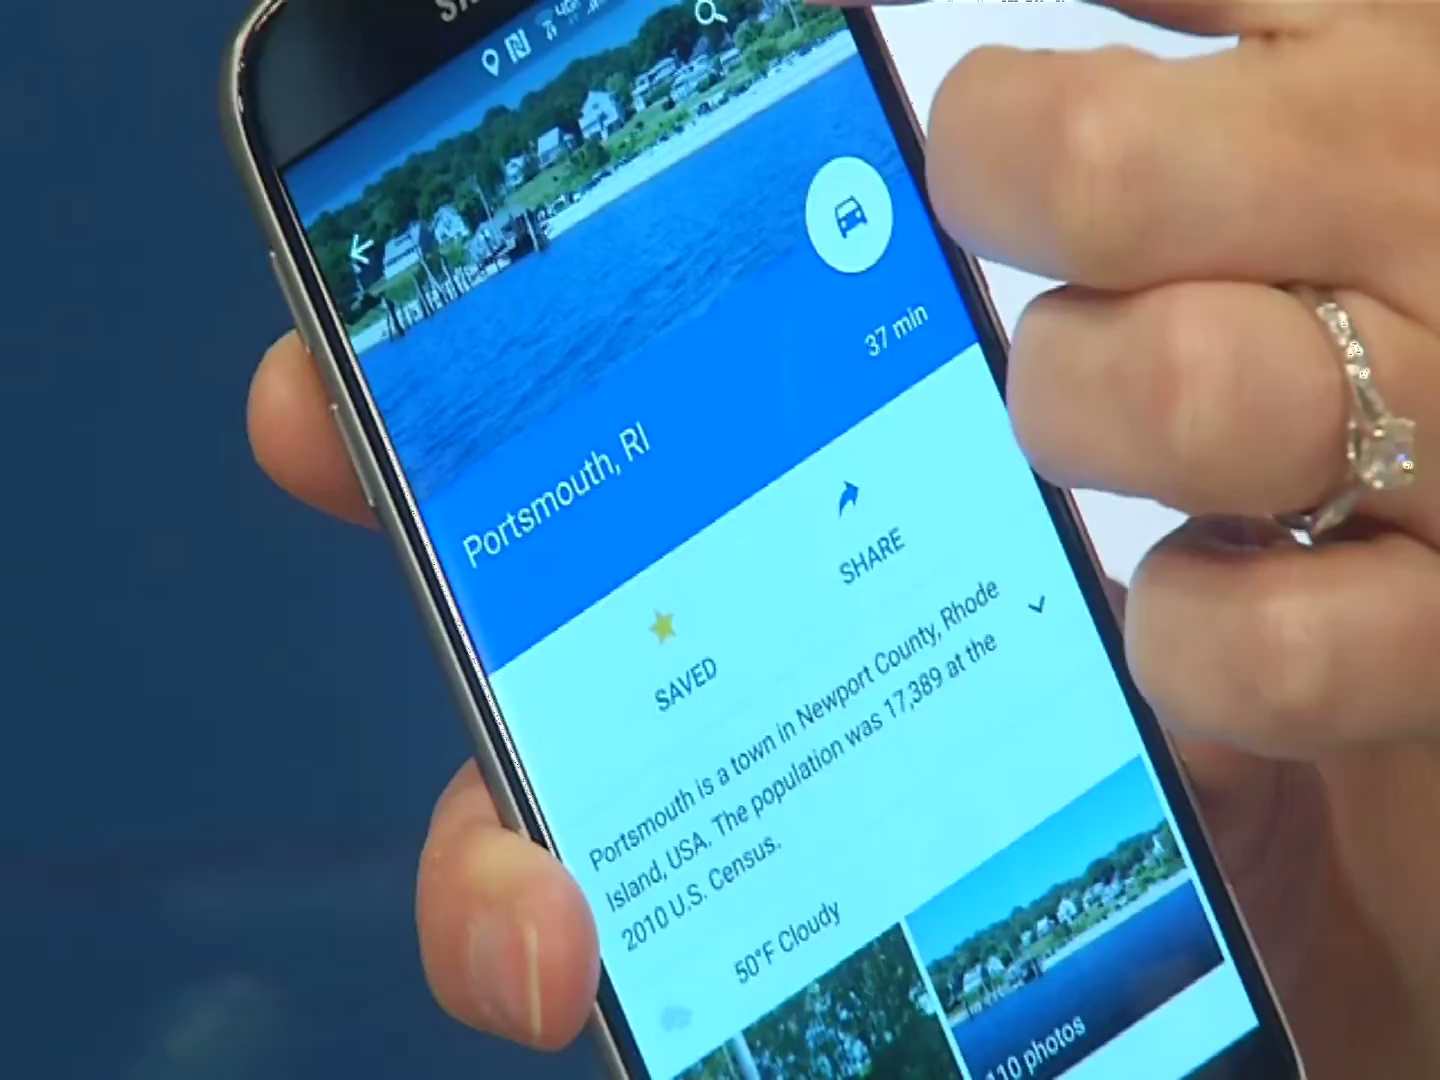 37 min
Portsmouth, RI
SAVED
SHARE
Portsmouth is a town in Newport County, Rhode
Island, USA. The population was 17,389 at the
2010 U.S. Census.
50°F Cloudy
110 photos